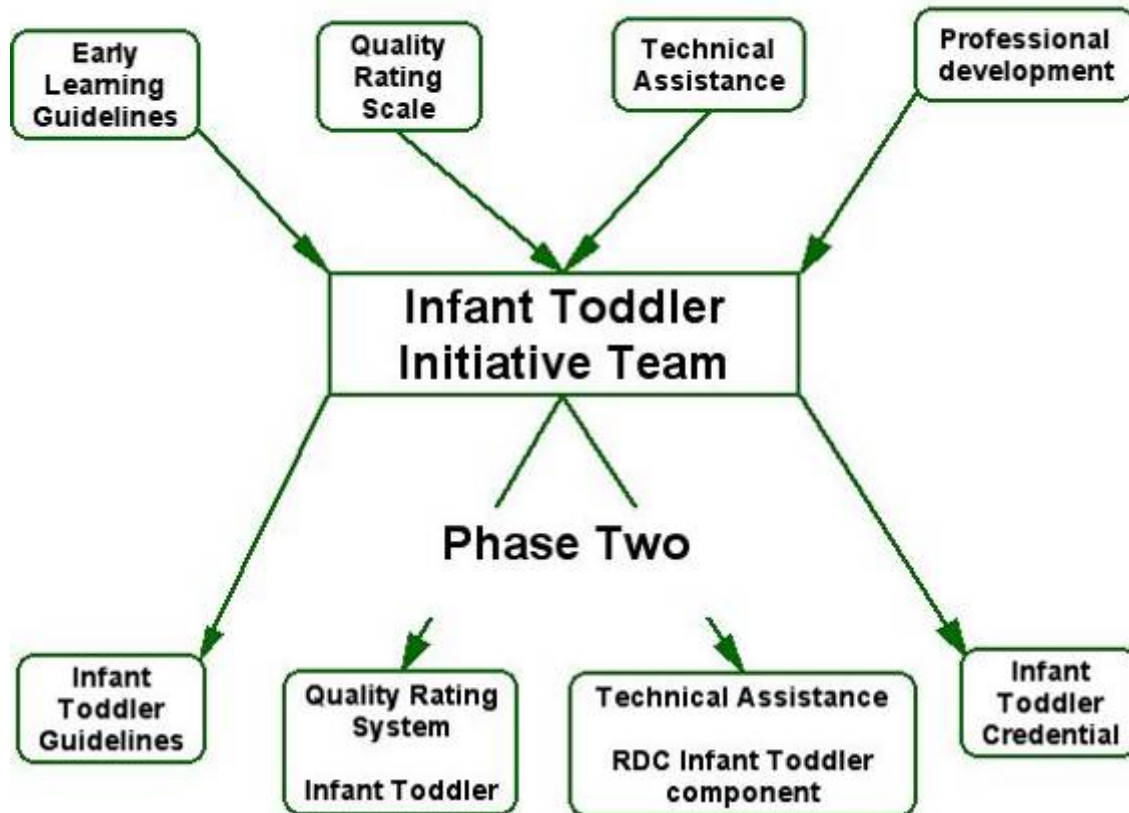 Early
Learning
Guidelines
Quality
Rating
Scale
Technical
Assistance
Professional
development
Infant Toddler
Initiative Team
Phase Two
Infant
Toddler
Guidelines
Quality Rating
System
Infant Toddler
Technical Assistance
RDC Infant Toddler
component
Infant
Toddler
Credential